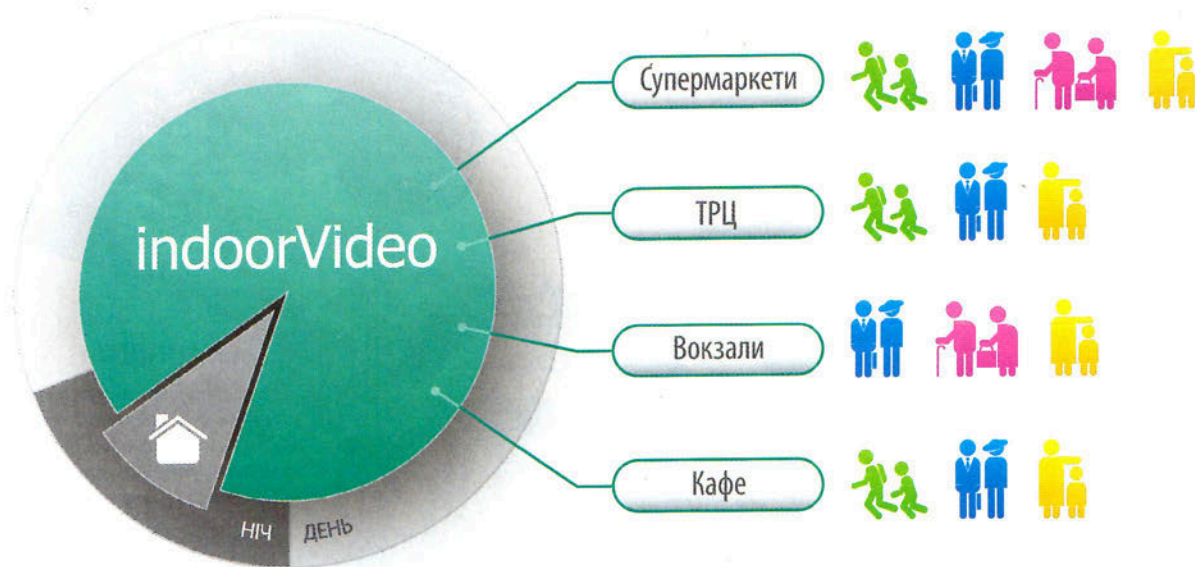 Супермаркети
ТРЦ
indoorVideo
Вокзали
Кафе
НІЧ ДЕНЬ